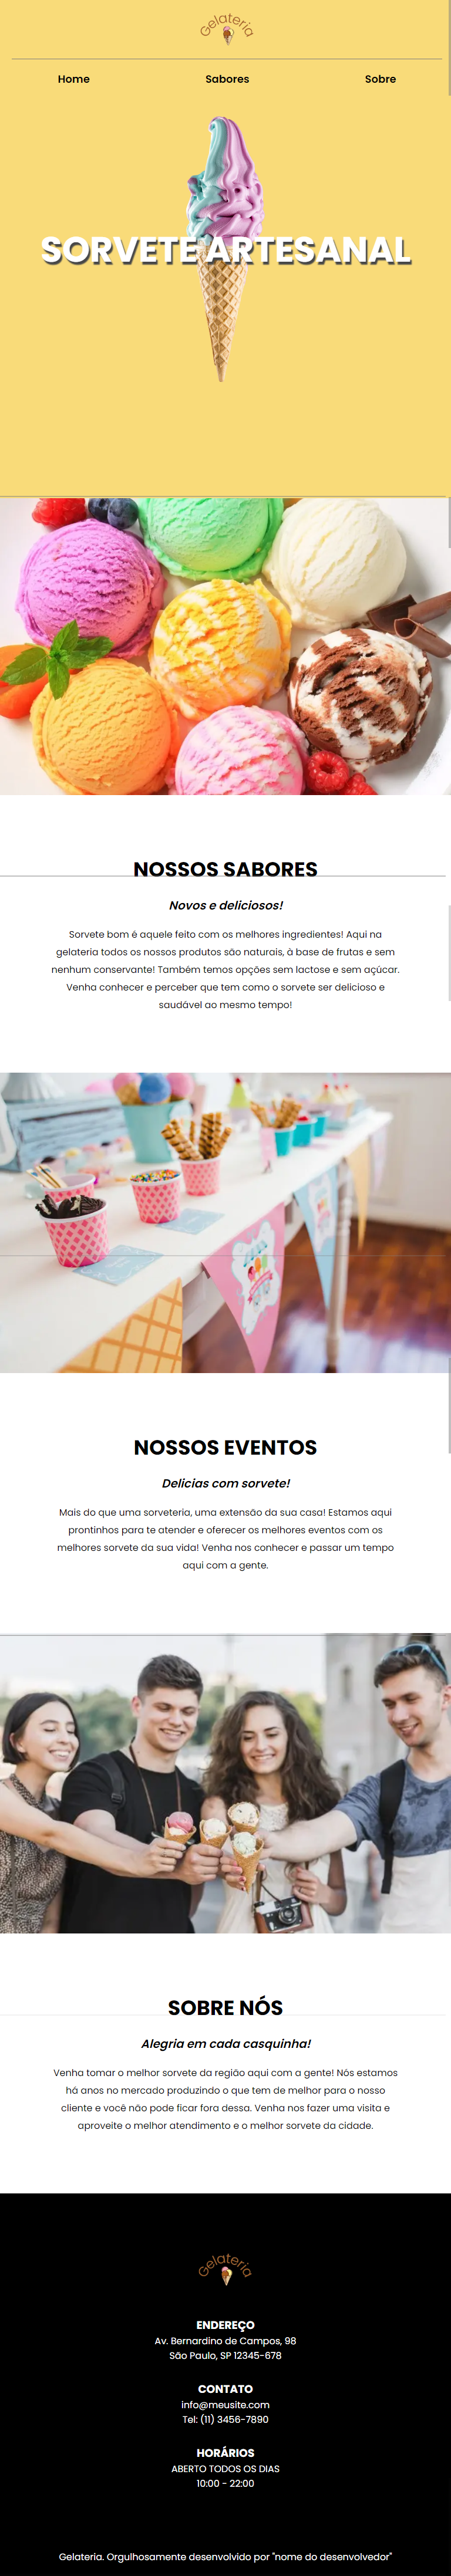 Gelateria
Home Sabores Sobre
SORVETE ARTESANAL
NOSSOS SABORES
Novos e deliciosos!
Sorvete bom é aquele feito com os melhores ingredientes! Aqui na
gelateria todos os nossos produtos são naturais, à base de frutas e sem
nenhum conservante! Também temos opções sem lactose e sem açúcar.
Venha conhecer e perceber que tem como o sorvete ser delicioso e
saudável ao mesmo tempo!
NOSSOS EVENTOS
Delicias com sorvete!
Mais do que uma sorveteria, uma extensão da sua casa! Estamos aqui
prontinhos para te atender e oferecer os melhores eventos com os
melhores sorvete da sua vida! Venha nos conhecer e passar um tempo
aqui com a gente.
SOBRE NÓS
Alegria em cada casquinha!
Venha tomar o melhor sorvete da região aqui com a gente! Nós estamos
há anos no mercado produzindo o que tem de melhor para o nosso
cliente e você não pode ficar fora dessa. Venha nos fazer uma visita e
aproveite o melhor atendimento e o melhor sorvete da cidade.
Gelateria
ENDEREÇO
Av. Bernardino de Campos, 98
São Paulo, SP 12345-678
CONTATO
info@meusite.com
Tel: (11) 3456-7890
HORÁRIOS
ABERTO TODOS OS DIAS
10:00 - 22:00
Gelateria. Orgulhosamente desenvolvido por "nome do desenvolvedor"